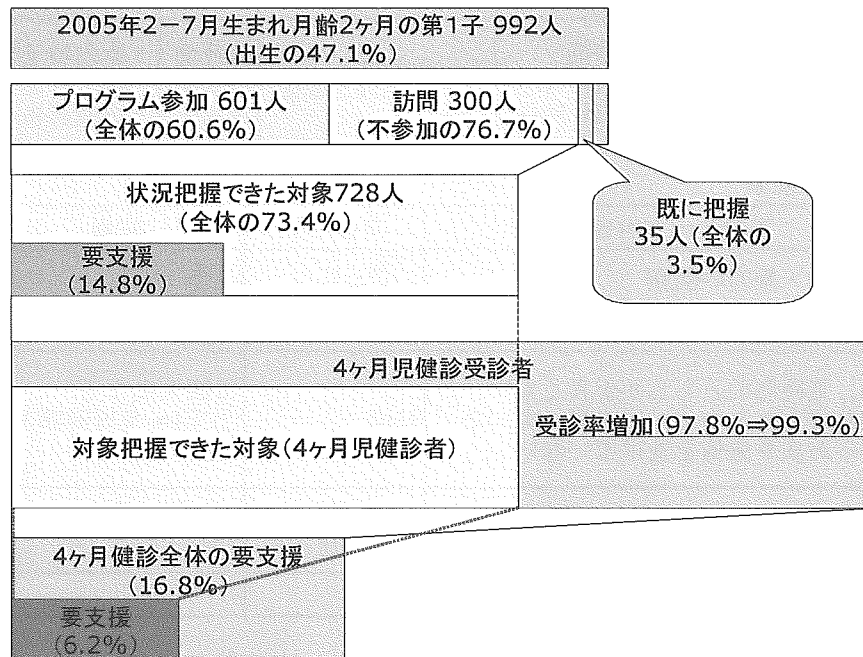 2005年2－7月生まれ月齢2ヶ月の第1子 992人
(出生の47.1%)
プログラム参加 601人
(全体の60.6%)
訪問 300人
(不参加の76.7%)
既に把握
35人(全体の
3.5%)
状況把握できた対象728人
(全体の73.4%)
要支援
(14.8%)
4ヶ月児健診受診者
対象把握できた対象(4ヶ月児健診者)
受診率増加(97.8%⇒99.3%)
4ヶ月健診全体の要支援
(16.8%)
要支援
(6.2%)